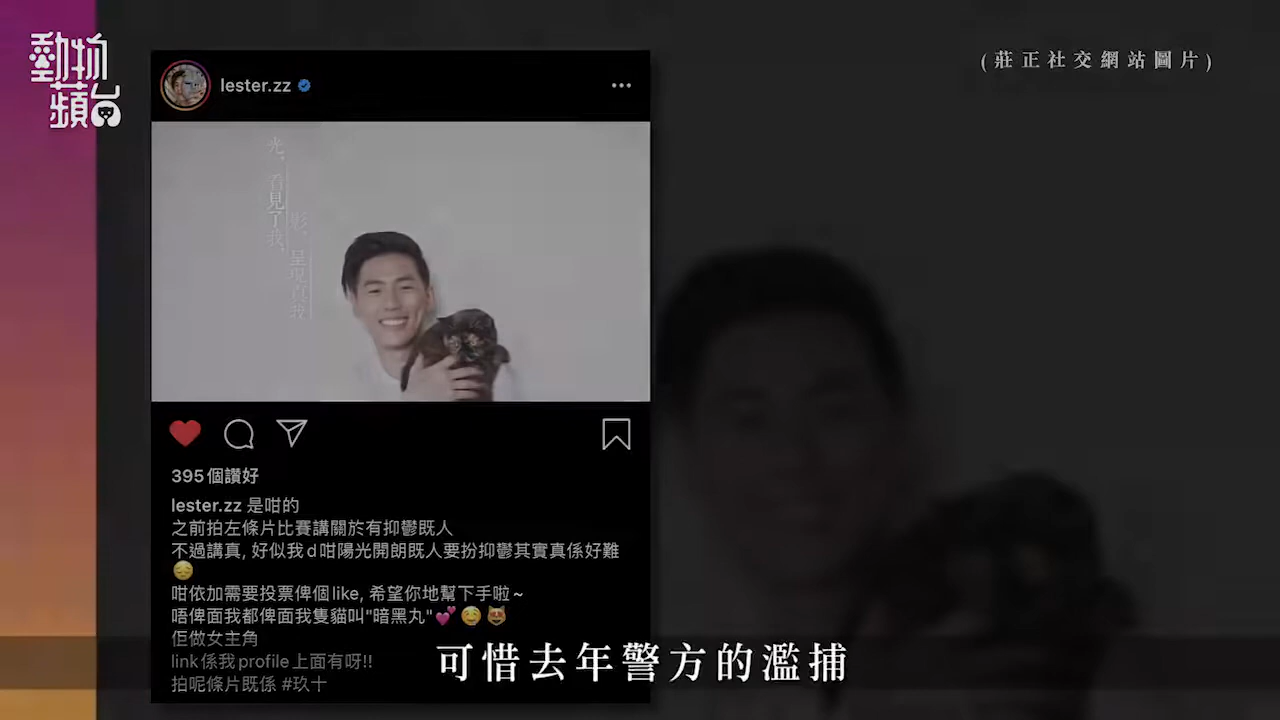 動物
蘋台
(莊正社交網站圖片)
lester.zz
光、看見了我、
影、呈現真我
395個讚好
lester.zz 是咁的
之前拍左條片比賽講關於有抑鬱既人
不過講真, 好似我d咁陽光開朗既人要扮抑鬱其實真係好難
😔
咁依加需要投票俾個like, 希望你地幫下手啦~
唔俾面我都俾面我隻貓叫"暗黑丸"💕🤤😻
佢做女主角
link係我profile上面有呀!!
拍呢條片既係 #玖十
可惜去年警方的濫捕